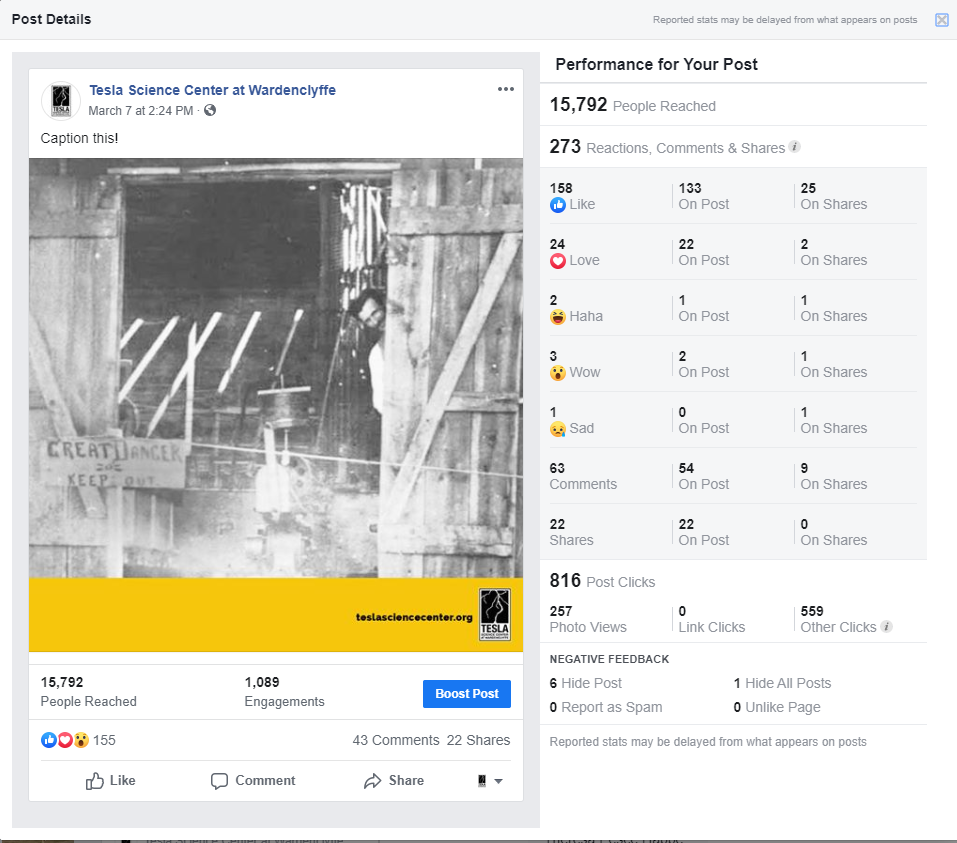 Post Details
Reported stats may be delayed from what appears on posts
Tesla Science Center at Wardenclyffe
March 7 at 2:24 PM ·
Caption this!
GREAT DANGER
KEEP OUT.
teslasciencecenter.org
TESLA
SCIENCE CENTER
AT WARDENCLYFFE
15,792
People Reached
1,089
Engagements
Boost Post
155
43 Comments 22 Shares
Like
Comment
Share
Performance for Your Post
15,792 People Reached
273 Reactions, Comments & Shares
158 133 25
Like On Post On Shares
24 22 2
Love On Post On Shares
2 1 1
Haha On Post On Shares
3 2 1
Wow On Post On Shares
1 0 1
Sad On Post On Shares
63 54 9
Comments On Post On Shares
22 22 0
Shares On Post On Shares
816 Post Clicks
257 0 559
Photo Views Link Clicks Other Clicks
NEGATIVE FEEDBACK
6 Hide Post 1 Hide All Posts
0 Report as Spam 0 Unlike Page
Reported stats may be delayed from what appears on posts